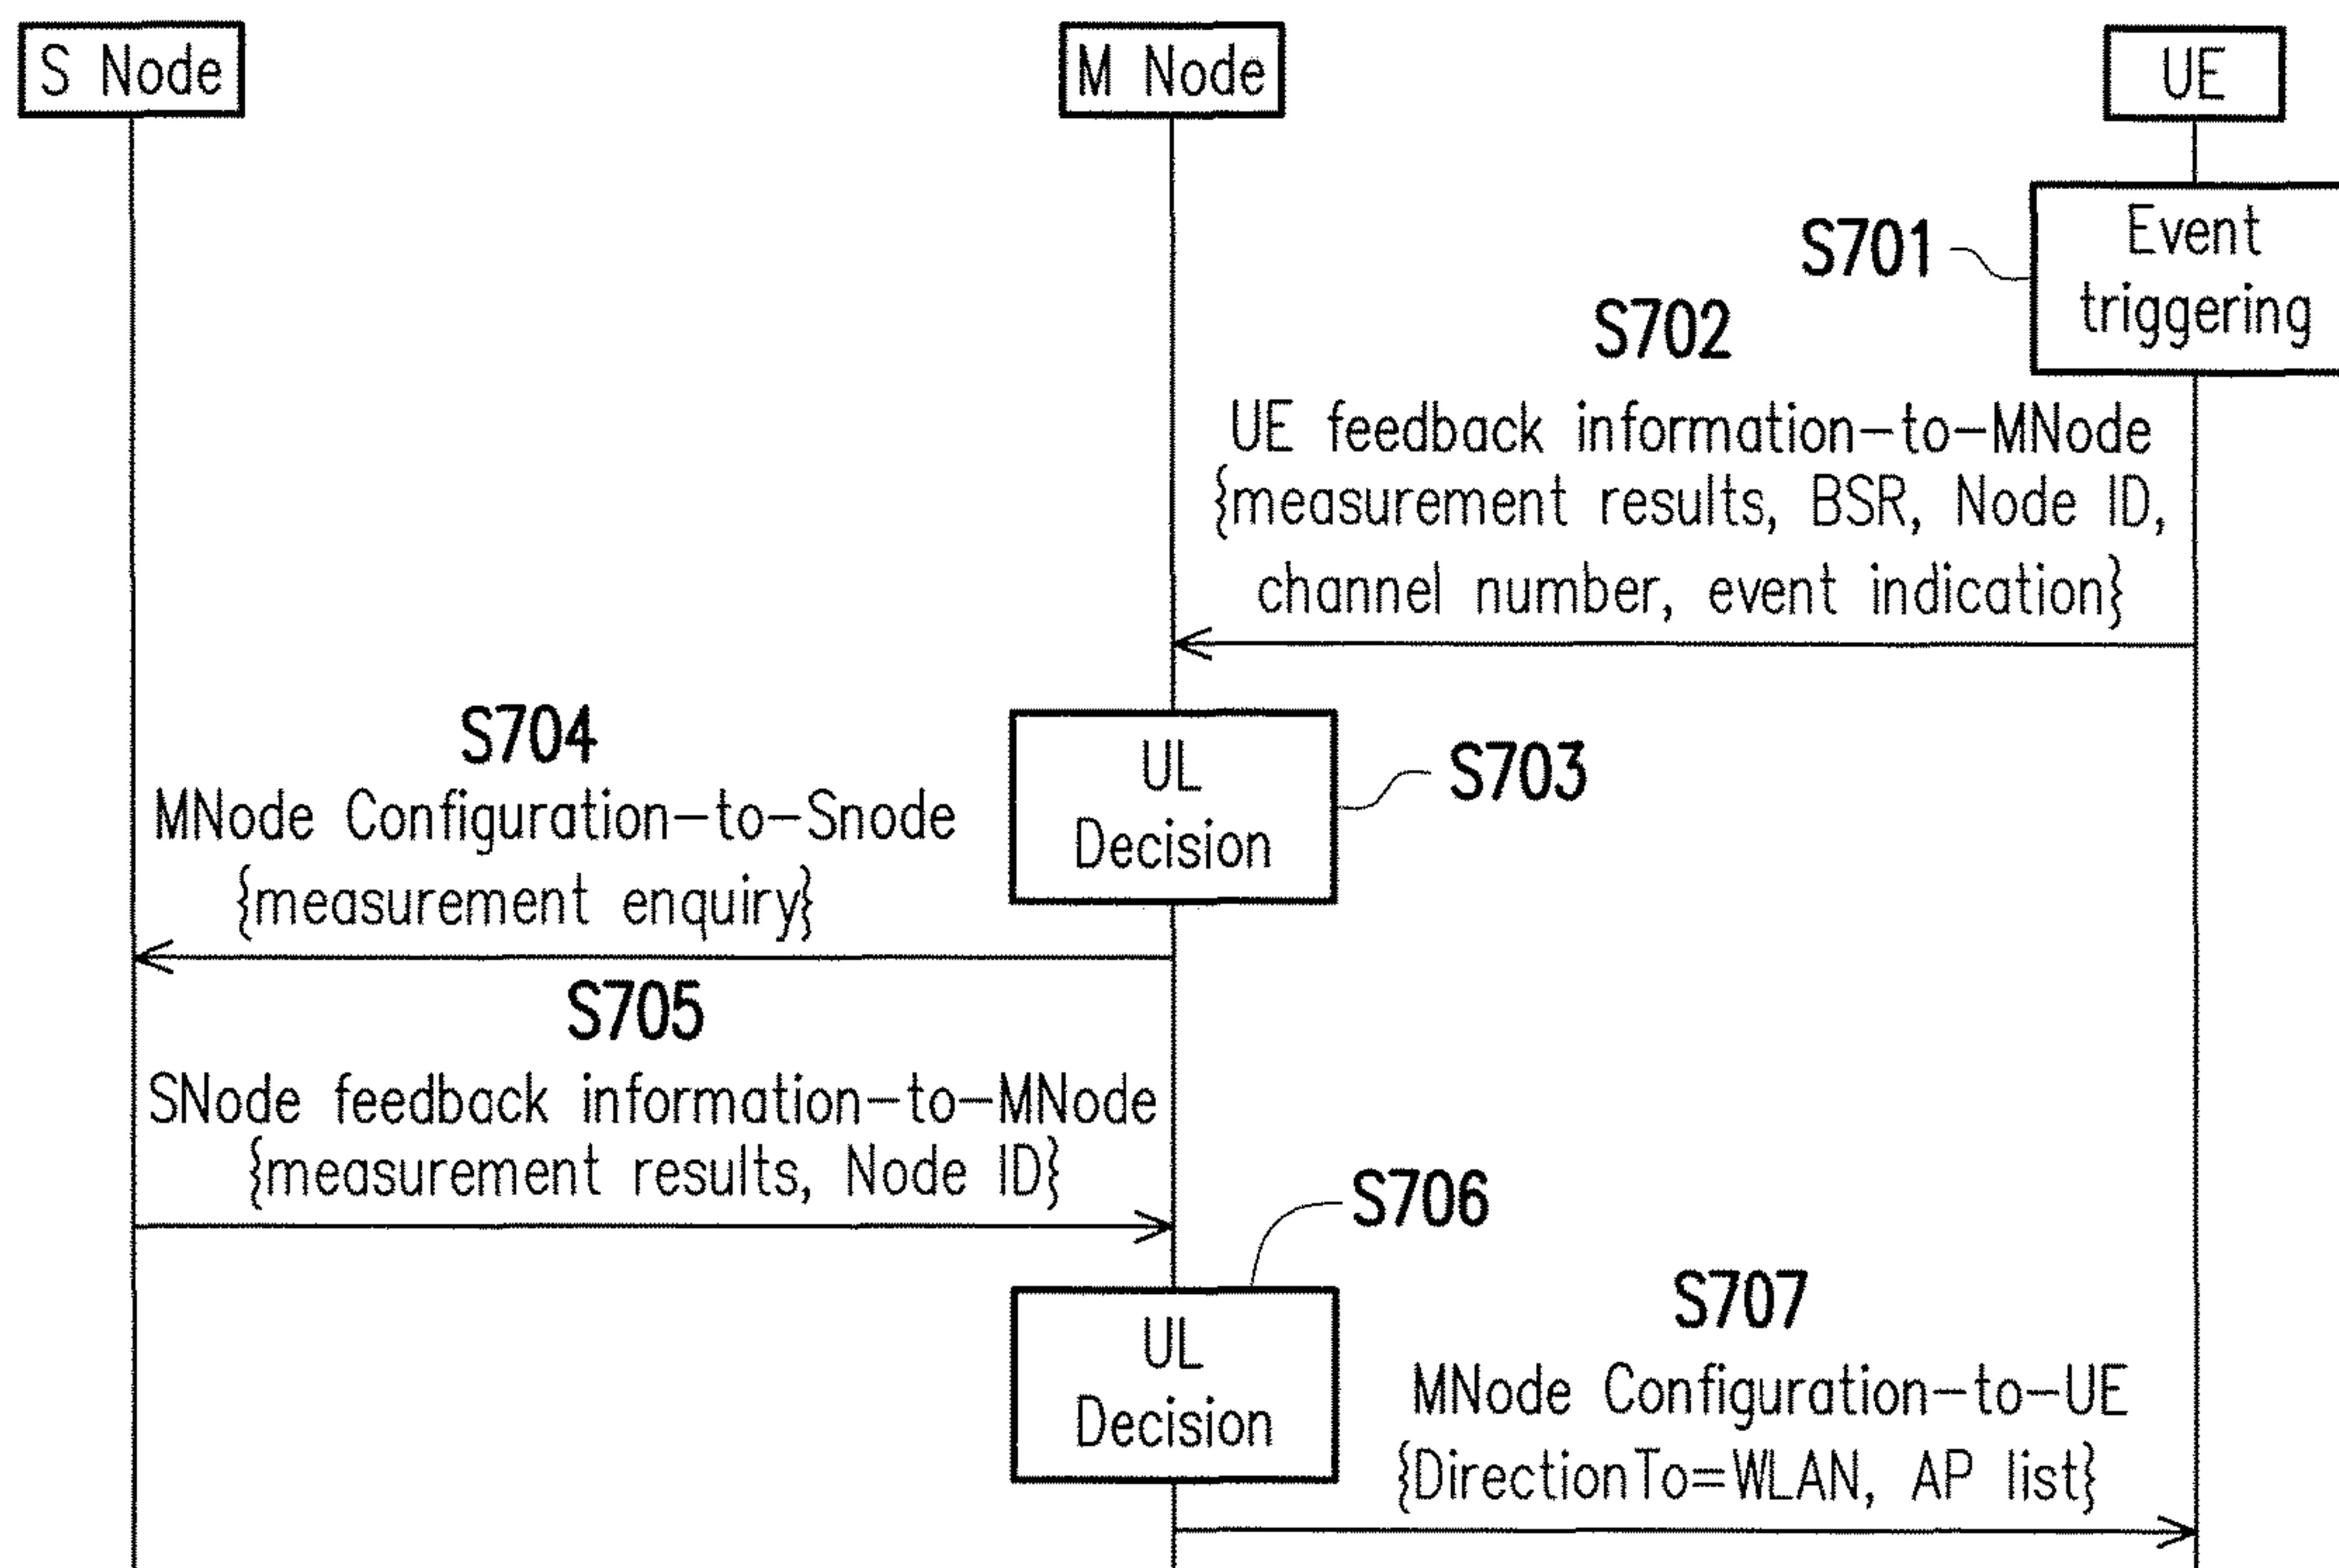 S Node
M Node
UE
S701
Event
triggering
S702
UE feedback information-to-MNode
{measurement results, BSR, Node ID,
channel number, event indication}
UL
Decision
S703
S704
MNode Configuration-to-Snode
{measurement enquiry}
S705
SNode feedback information-to-MNode
{measurement results, Node ID}
S706
UL
Decision
S707
MNode Configuration-to-UE
{DirectionTo=WLAN, AP list}